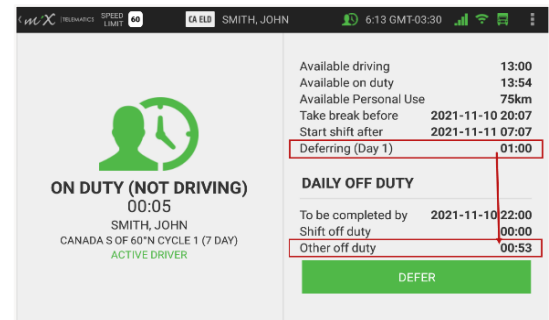 MiX TELEMATICS SPEED LIMIT 60 CA ELD SMITH, JOHN 6:13 GMT-03:30
Available driving 13:00
Available on duty 13:54
Available Personal Use 75km
Take break before 2021-11-10 20:07
Start shift after 2021-11-11 07:07
Deferring (Day 1) 01:00
DAILY OFF DUTY
To be completed by 2021-11-10 22:00
Shift off duty 00:00
Other off duty 00:53
DEFER
ON DUTY (NOT DRIVING)
00:05
SMITH, JOHN
CANADA S OF 60°N CYCLE 1 (7 DAY)
ACTIVE DRIVER